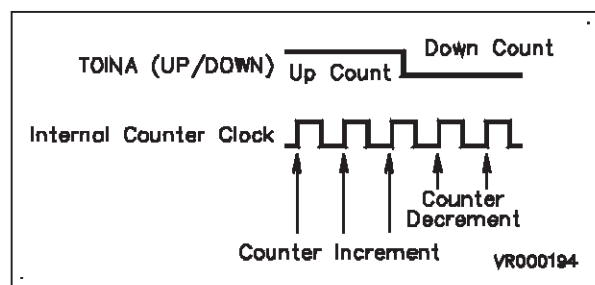 TOINA (UP/DOWN)
Down Count
Up Count
Internal Counter Clock
Counter
Decrement
Counter Increment
VR000194